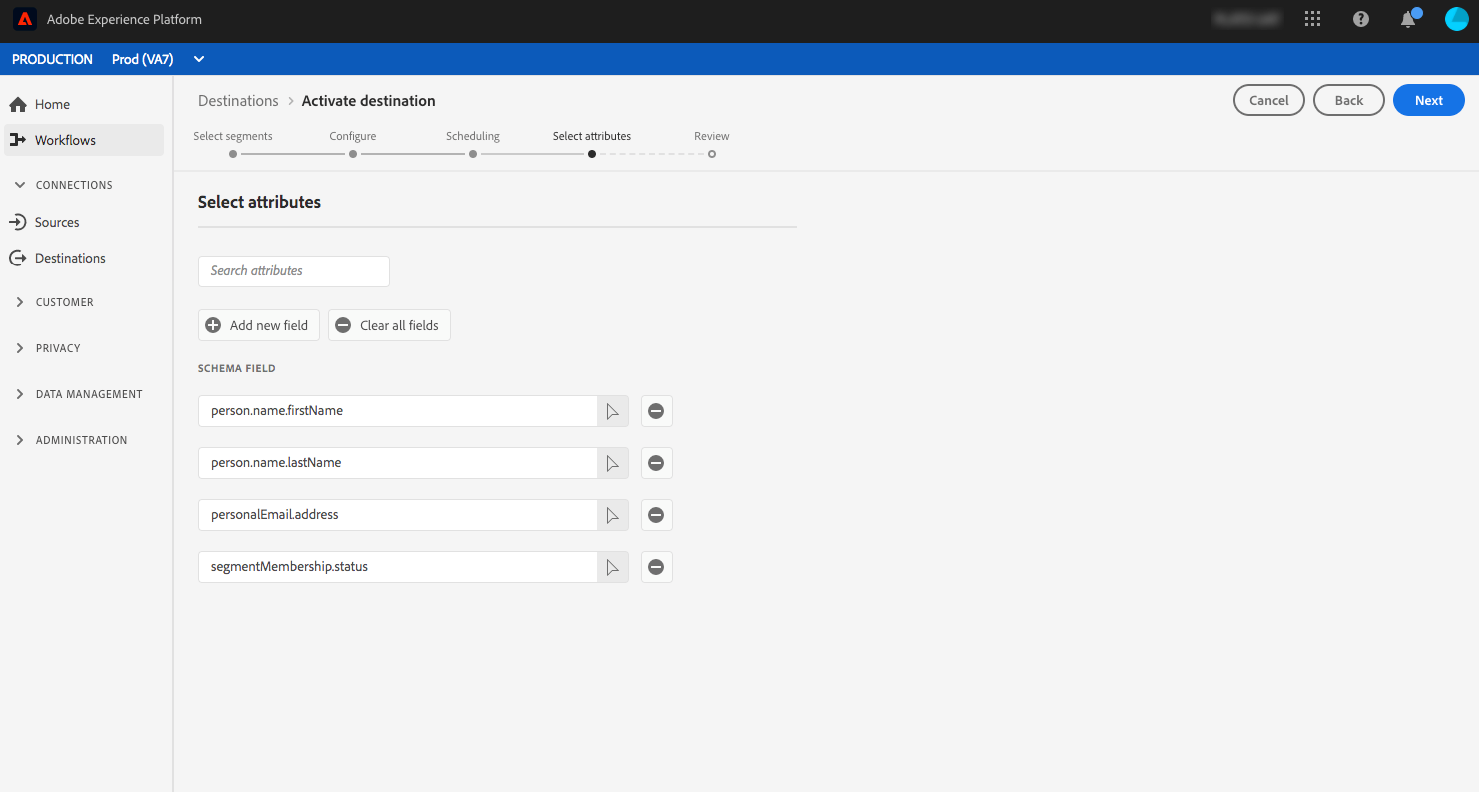 Adobe Experience Platform
PRODUCTION Prod (VA7)
Home
Workflows
CONNECTIONS
Sources
Destinations
CUSTOMER
PRIVACY
DATA MANAGEMENT
ADMINISTRATION
Destinations > Activate destination
Cancel Back Next
Select segments Configure Scheduling Select attributes Review
Select attributes
Search attributes
Add new field Clear all fields
SCHEMA FIELD
person.name.firstName
person.name.lastName
personalEmail.address
segmentMembership.status